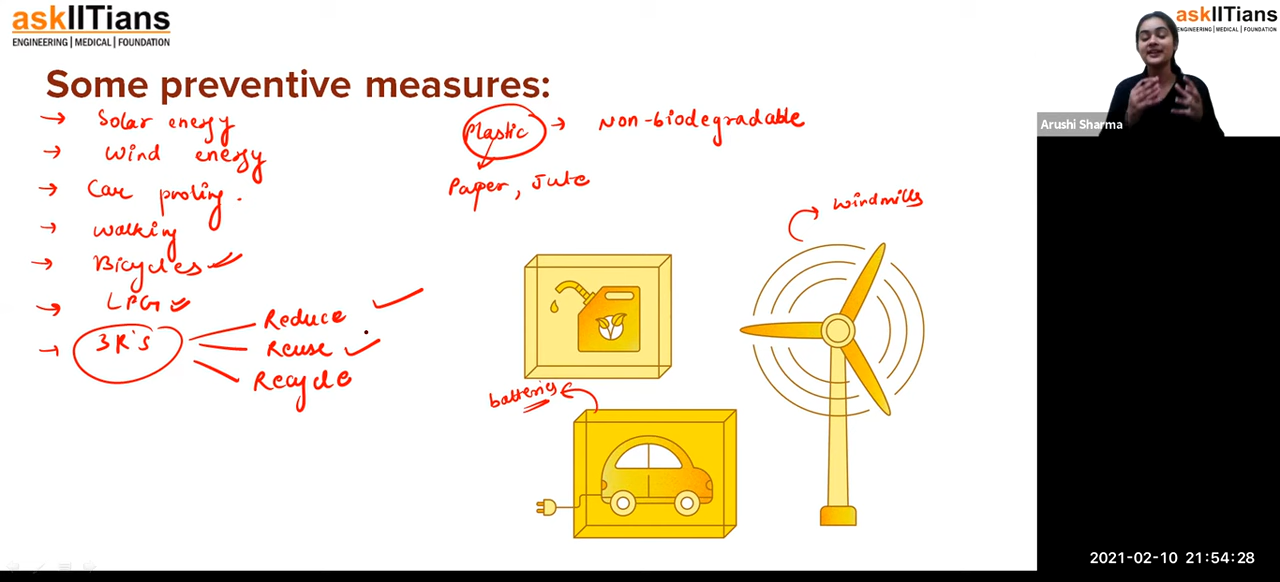 askIITians
ENGINEERING | MEDICAL | FOUNDATION
askIITians
ENGINEERING | MEDICAL | FOUNDATION
Some preventive measures:
→ Solar energy
→ Wind energy
→ Car pooling.
→ Walking
→ Bicycles
→ LPG
→ 3R's
Reduce
Reuse
Recycle
Plastic → Non-biodegradable
Paper, Jute
windmills
batteries
Arushi Sharma
2021-02-10 21:54:28